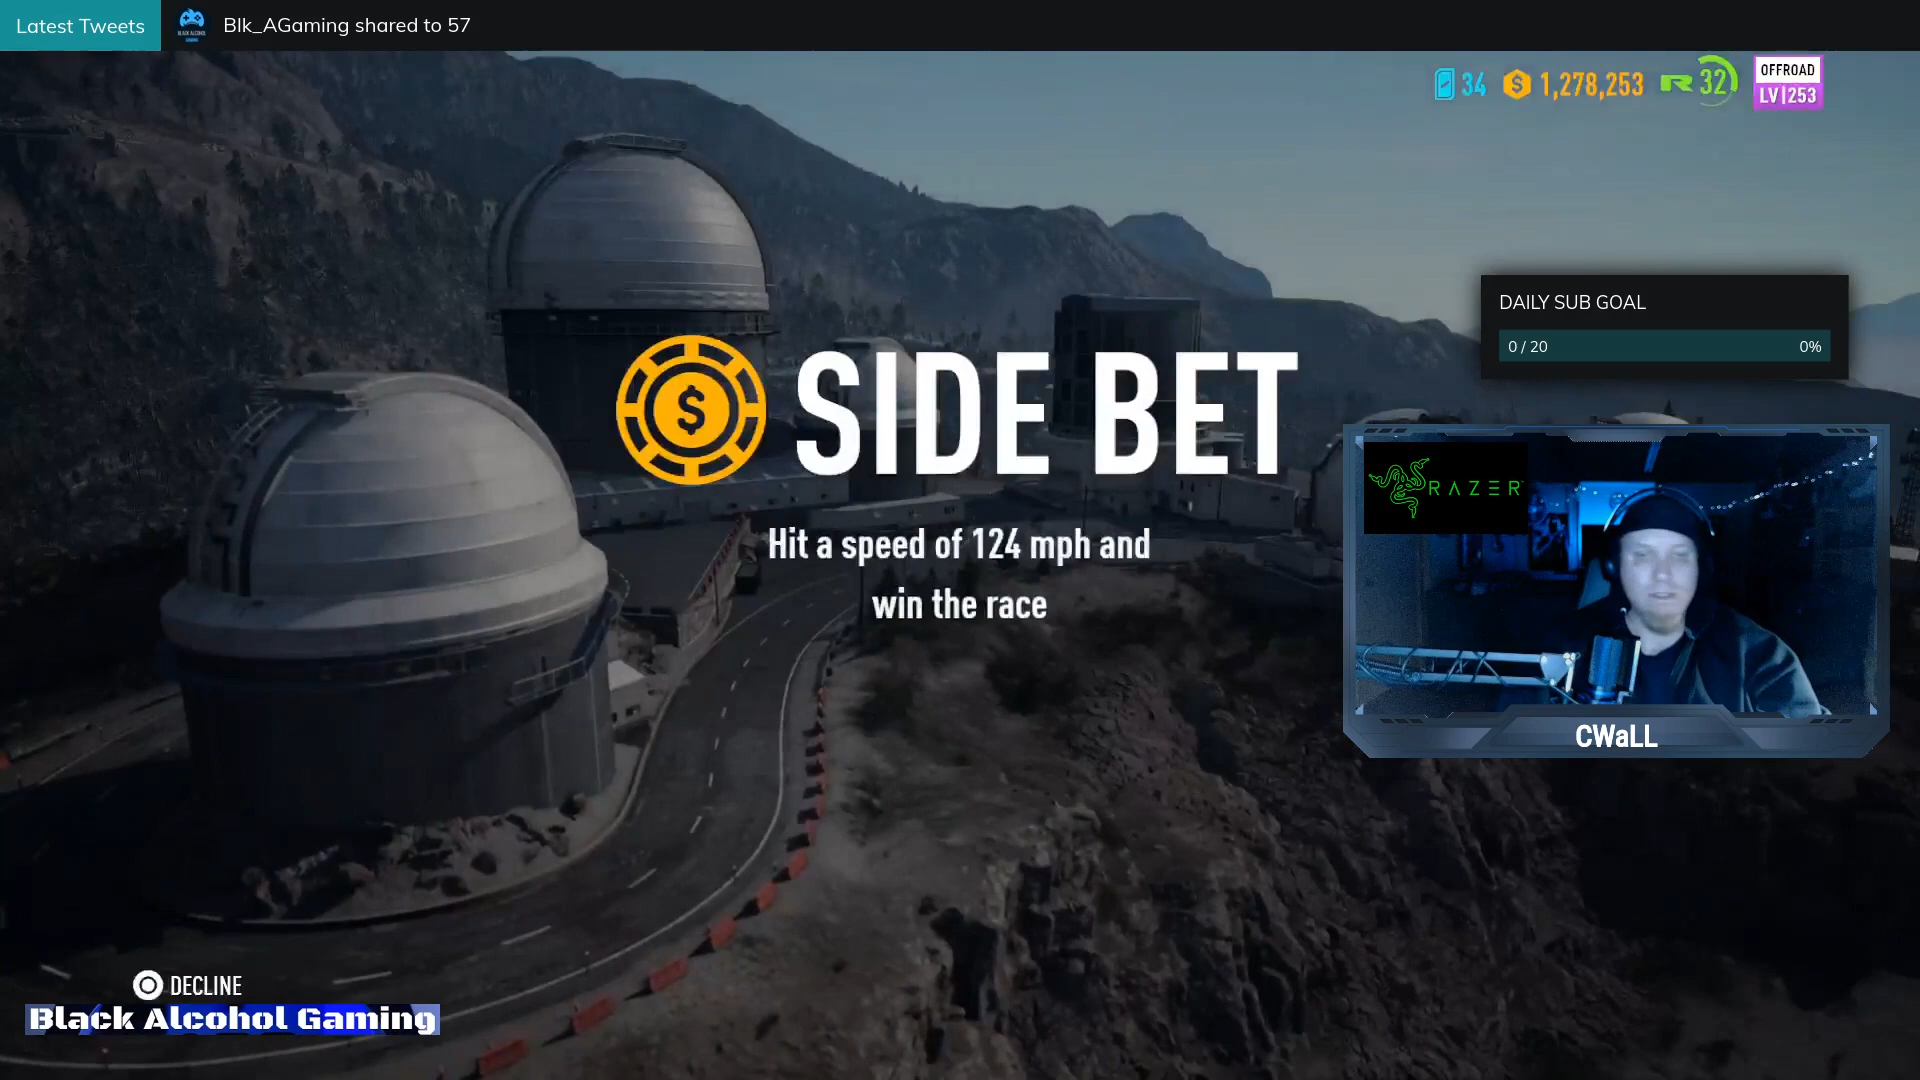 Latest Tweets
Blk_AGaming shared to 57
34
1,278,253
R 32
OFFROAD
LV|253
DAILY SUB GOAL
0 / 20 0%
SIDE BET
Hit a speed of 124 mph and
win the race
RAZER
CWaLL
DECLINE
Black Alcohol Gaming